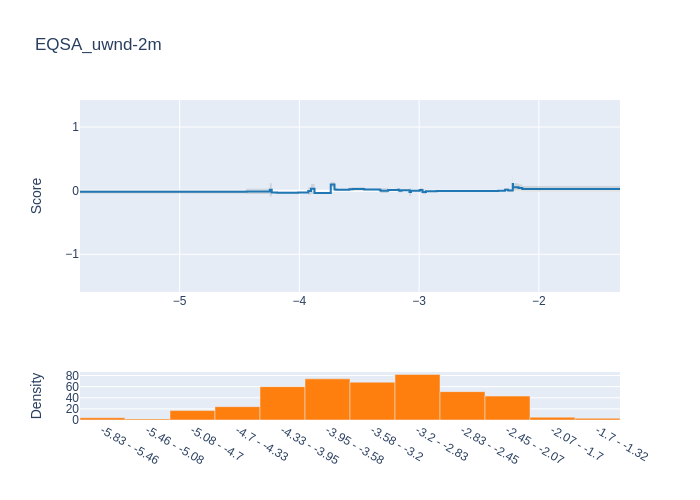 EQSA_uwnd-2m
Score
1
0
−1
−5
−4
−3
−2
Density
80
60
40
20
0
-5.83 - -5.46
-5.46 - -5.08
-5.08 - -4.7
-4.7 - -4.33
-4.33 - -3.95
-3.95 - -3.58
-3.58 - -3.2
-3.2 - -2.83
-2.83 - -2.45
-2.45 - -2.07
-2.07 - -1.7
-1.7 - -1.32